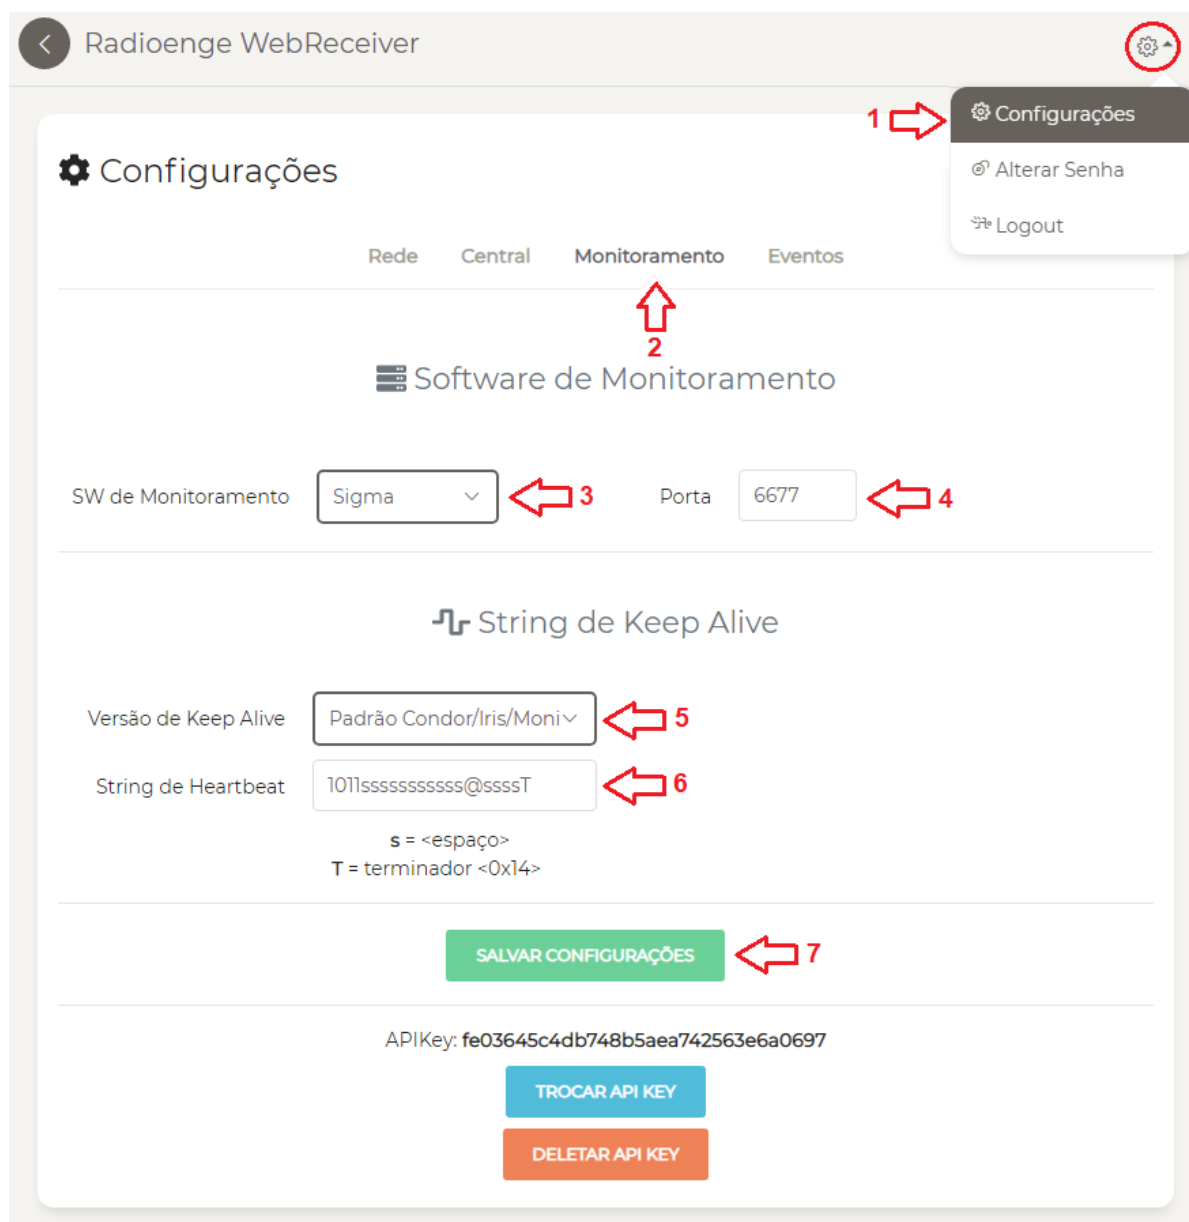 Radioenge WebReceiver
1
Configurações
Alterar Senha
Logout
Configurações
Rede Central Monitoramento Eventos
2
Software de Monitoramento
SW de Monitoramento Sigma 3 Porta 6677 4
String de Keep Alive
Versão de Keep Alive Padrão Condor/Iris/Moni 5
String de Heartbeat 1011sssssssssss@ssssT 6
s = <espaço>
T = terminador <0x14>
SALVAR CONFIGURAÇÕES 7
APIKey: fe03645c4db748b5aea742563e6a0697
TROCAR API KEY
DELETAR API KEY